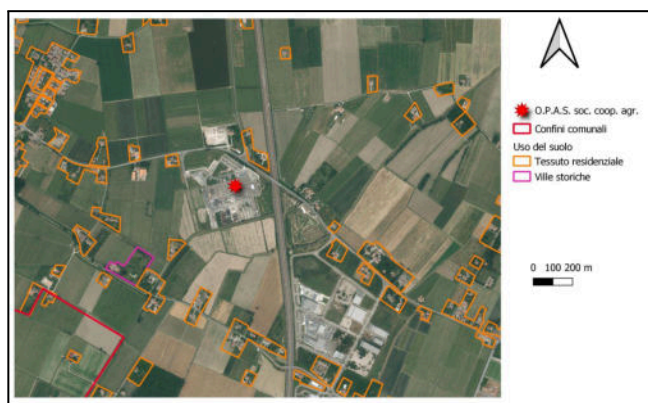 O.P.A.S. soc. coop. agr.
Confini comunali
Uso del suolo
Tessuto residenziale
Ville storiche
0 100 200 m